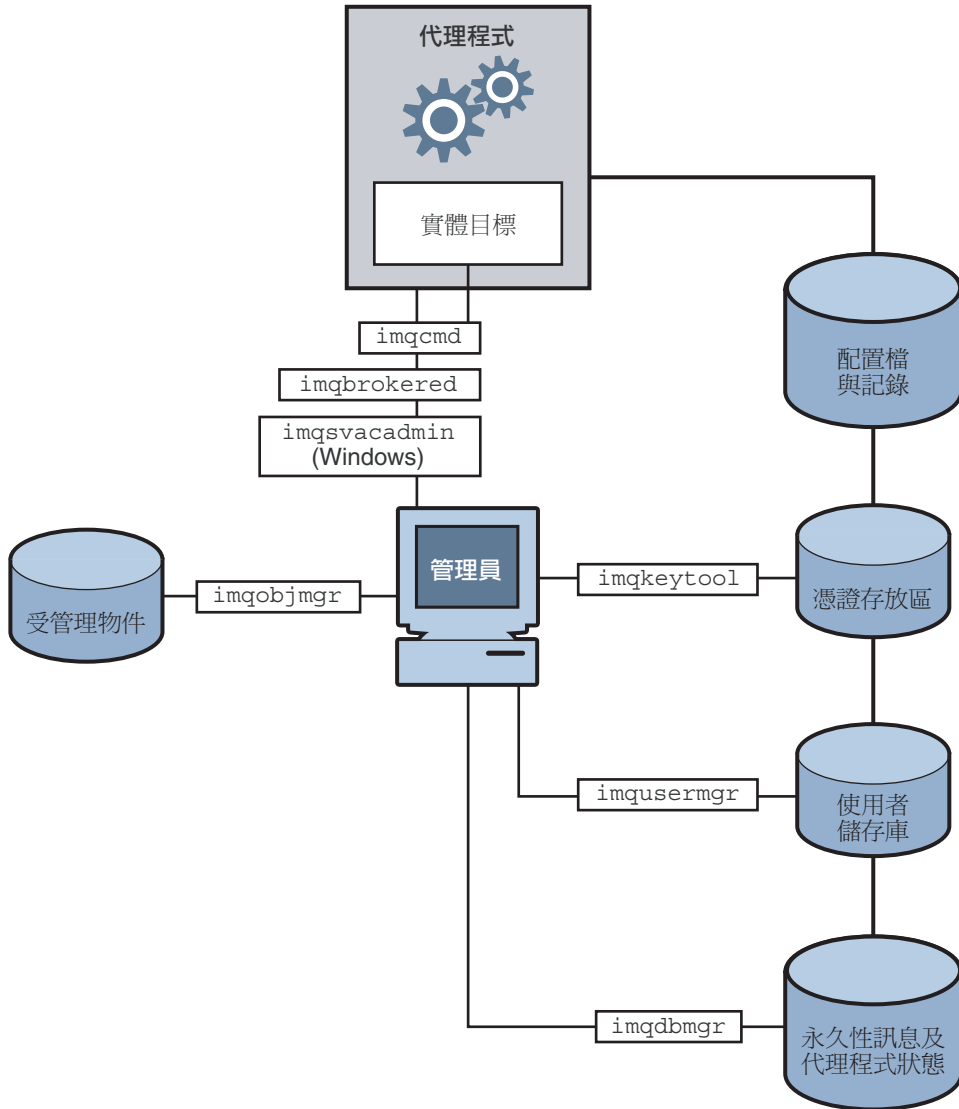 代理程式
實體目標
imqcmd
imqbrokered
imqsvacadmin
(Windows)
配置檔
與記錄
管理員
imqobjmgr
受管理物件
imqkeytool
憑證存放區
imqusermgr
使用者
儲存庫
imqdbmgr
永久性訊息及
代理程式狀態